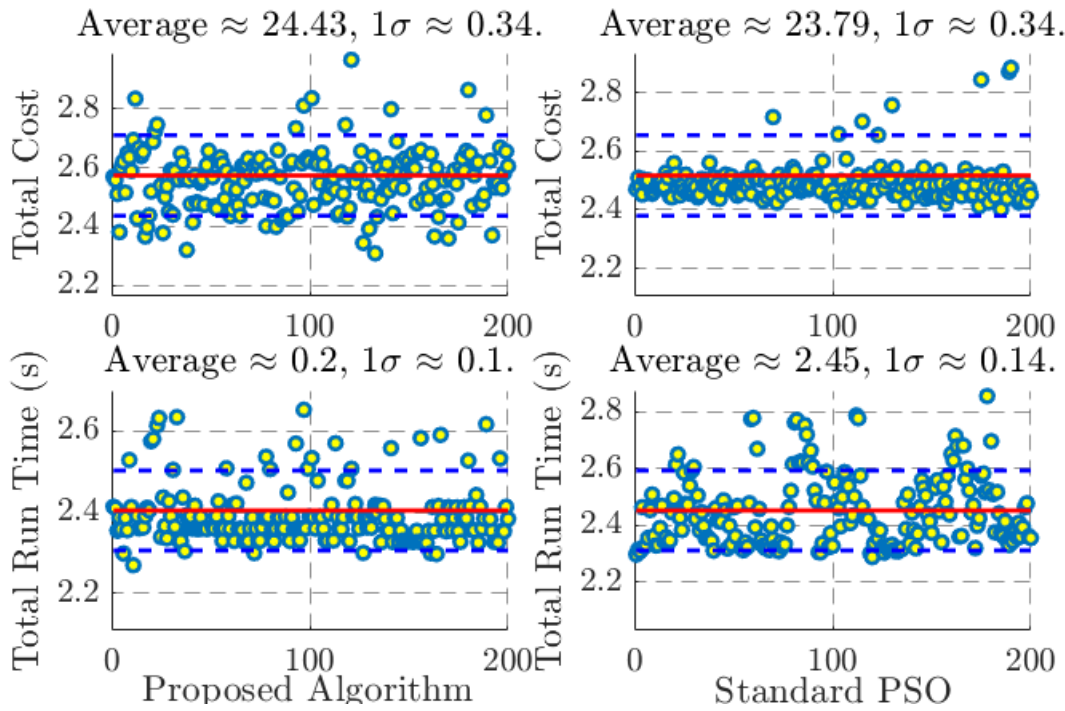 Average ≈ 24.43, 1σ ≈ 0.34.
Average ≈ 23.79, 1σ ≈ 0.34.
Total Cost
2.8
2.6
2.4
2.2
0
100
200
Total Cost
2.8
2.6
2.4
2.2
0
100
200
Average ≈ 0.2, 1σ ≈ 0.1.
Average ≈ 2.45, 1σ ≈ 0.14.
Total Run Time (s)
2.6
2.4
2.2
0
100
200
Total Run Time (s)
2.8
2.6
2.4
2.2
0
100
200
Proposed Algorithm
Standard PSO